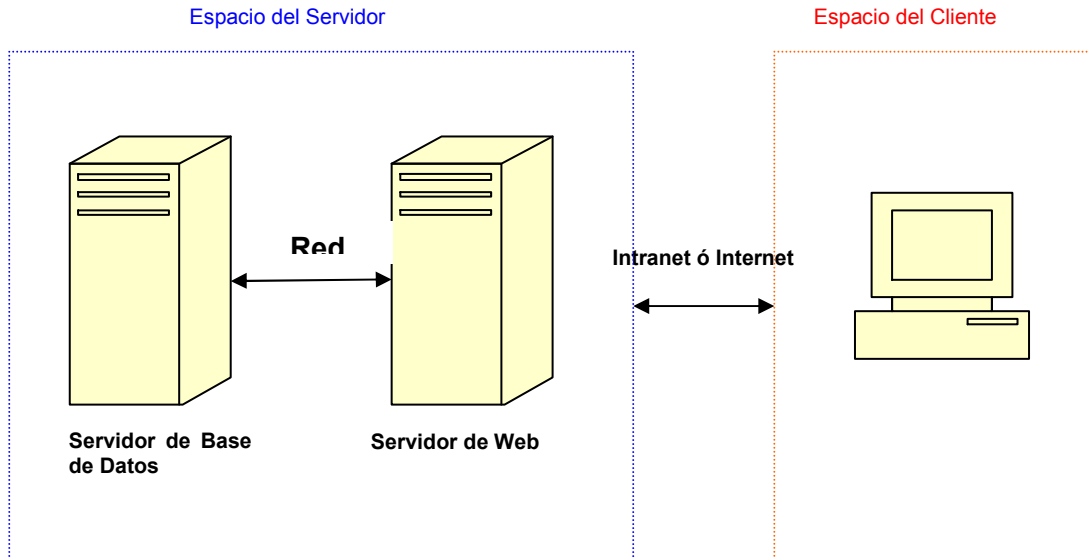 Espacio del Servidor
Espacio del Cliente
Red
Intranet ó Internet
Servidor de Base
de Datos
Servidor de Web